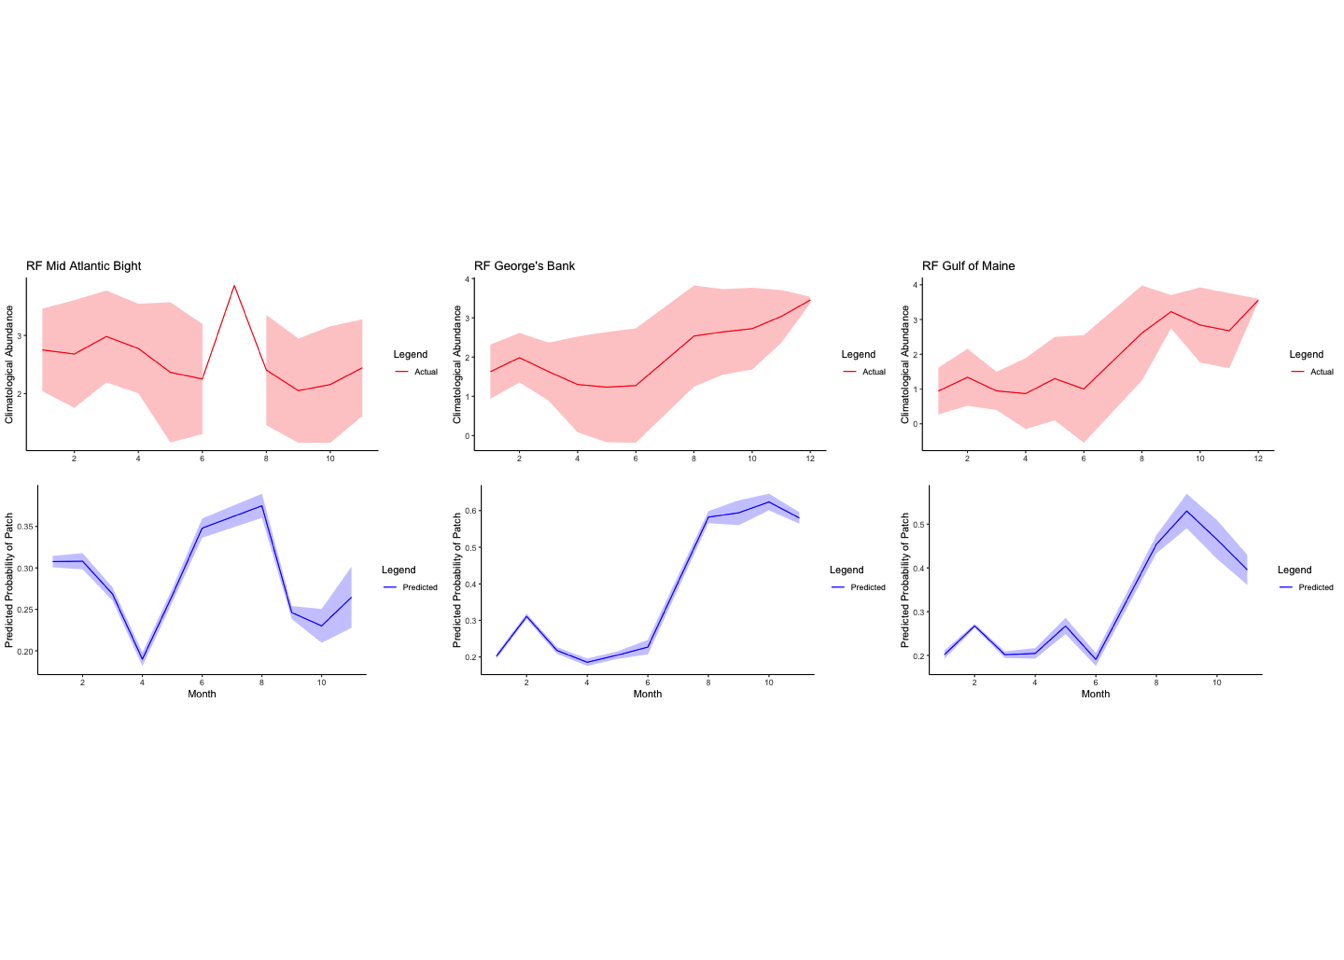 RF Mid Atlantic Bight
Climatological Abundance
3
2
2
4
6
8
10
Legend
Actual
RF George's Bank
Climatological Abundance
4
3
2
1
0
2
4
6
8
10
12
Legend
Actual
RF Gulf of Maine
Climatological Abundance
4
3
2
1
0
2
4
6
8
10
12
Legend
Actual
Predicted Probability of Patch
0.35
0.30
0.25
0.20
2
4
6
8
10
Month
Legend
Predicted
Predicted Probability of Patch
0.6
0.5
0.4
0.3
0.2
2
4
6
8
10
Month
Legend
Predicted
Predicted Probability of Patch
0.5
0.4
0.3
0.2
2
4
6
8
10
Month
Legend
Predicted